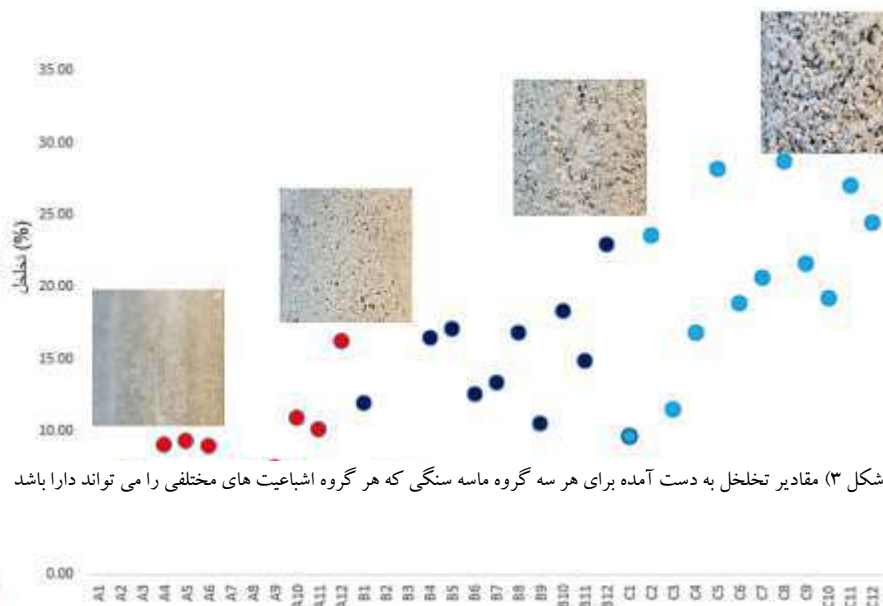 35.00
30.00
25.00
20.00
15.00
10.00
تخلخل (%)
شکل ۳) مقادیر تخلخل به دست آمده برای هر سه گروه ماسه سنگی که هر گروه اشباعیت های مختلفی را می تواند دارا باشد
0.00
A1 A2 A3 A4 A5 A6 A7 A8 A9 A10 A11 A12 B1 B2 B3 B4 B5 B6 B7 B8 B9 B10 B11 B12 C1 C2 C3 C4 C5 C6 C7 C8 C9 C10 C11 C12